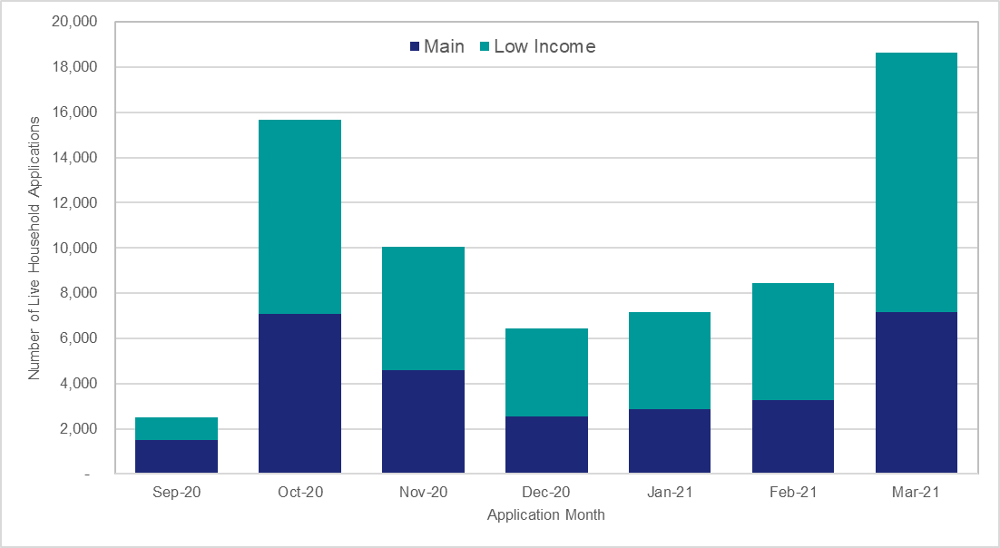 20,000
18,000
16,000
14,000
12,000
10,000
8,000
6,000
4,000
2,000
-
Number of Live Household Applications
Main Low Income
Sep-20 Oct-20 Nov-20 Dec-20 Jan-21 Feb-21 Mar-21
Application Month